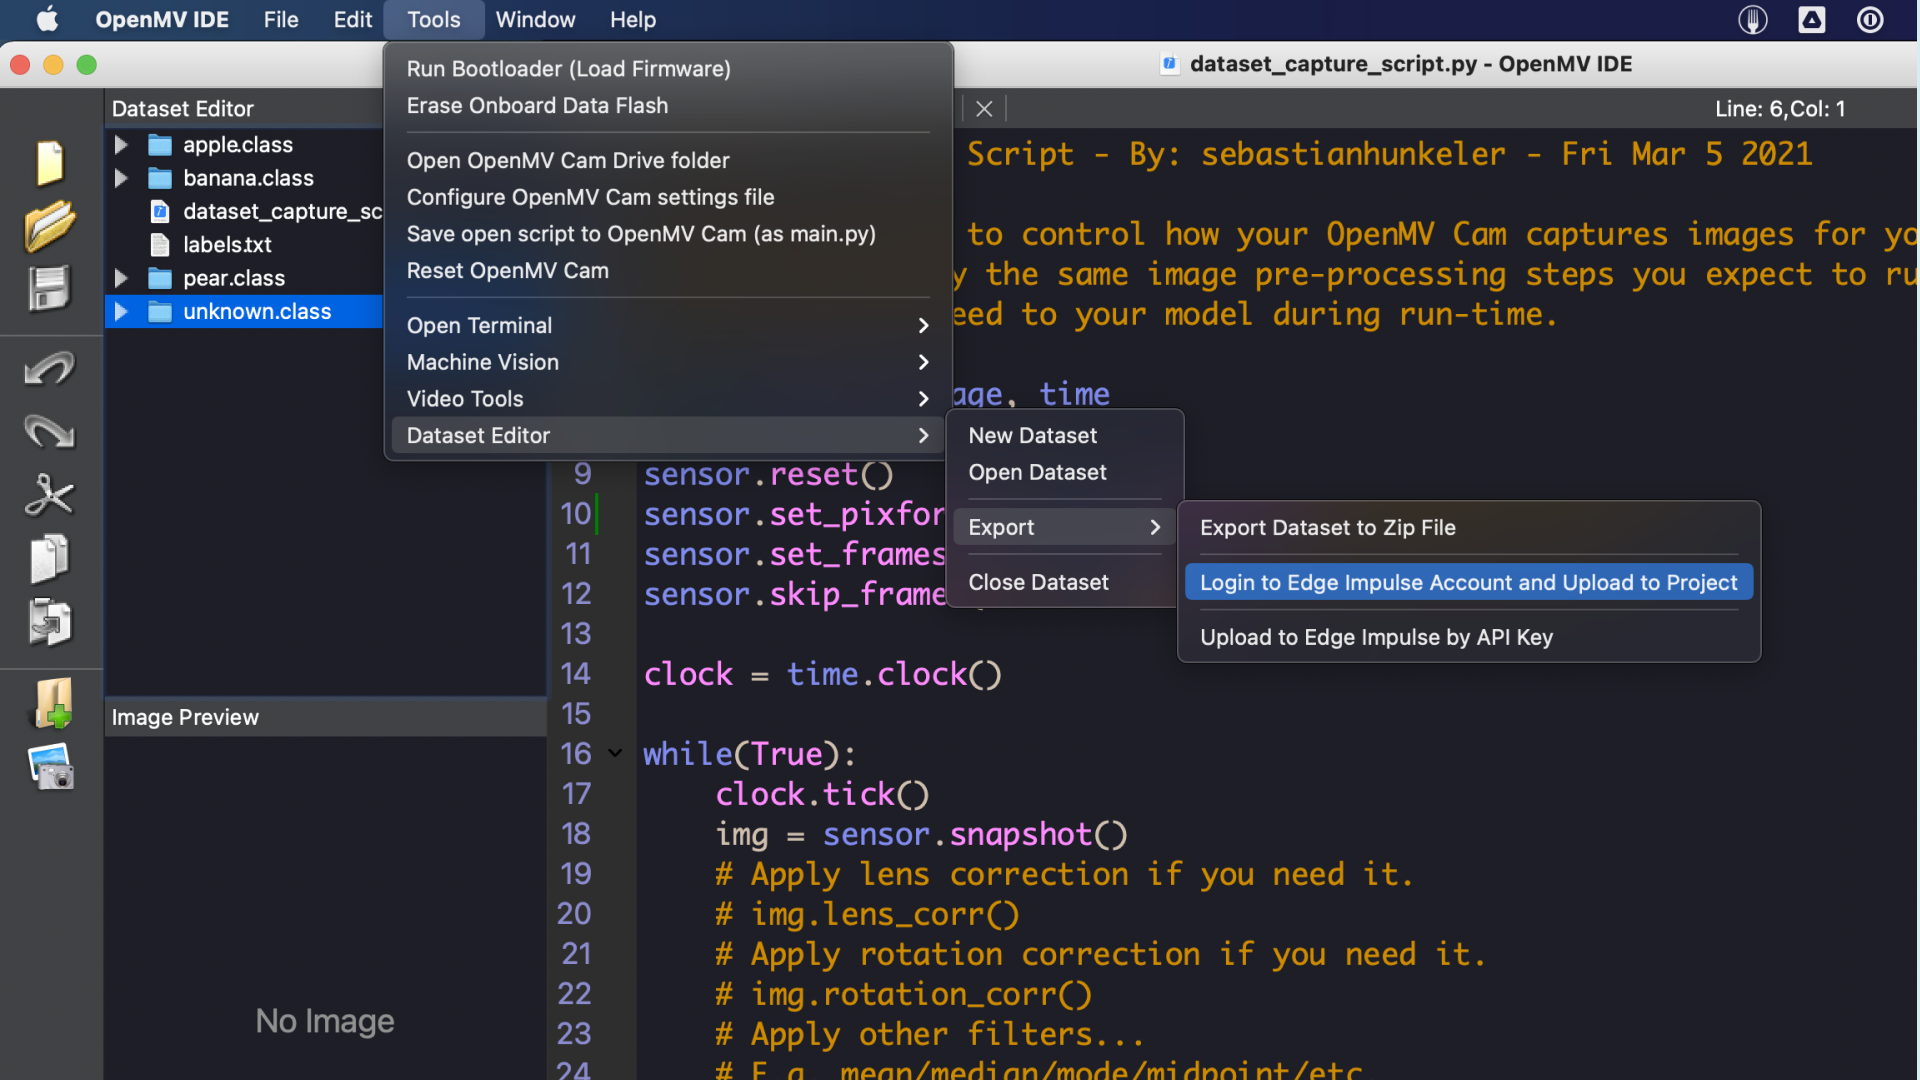 OpenMV IDE File Edit Tools Window Help
dataset_capture_script.py - OpenMV IDE
Dataset Editor
Line: 6,Col: 1
apple.class
banana.class
dataset_capture_sc
labels.txt
pear.class
unknown.class
Image Preview
No Image
Run Bootloader (Load Firmware)
Erase Onboard Data Flash
Open OpenMV Cam Drive folder
Configure OpenMV Cam settings file
Save open script to OpenMV Cam (as main.py)
Reset OpenMV Cam
Open Terminal
Machine Vision
Video Tools
Dataset Editor
New Dataset
Open Dataset
Export
Close Dataset
Export Dataset to Zip File
Login to Edge Impulse Account and Upload to Project
Upload to Edge Impulse by API Key
Script - By: sebastianhunkeler - Fri Mar 5 2021
to control how your OpenMV Cam captures images for yo
y the same image pre-processing steps you expect to ru
eed to your model during run-time.
age, time
9 sensor.reset()
10 sensor.set_pixfor
11 sensor.set_frames
12 sensor.skip_frame
13
14 clock = time.clock()
15
16 while(True):
17 clock.tick()
18 img = sensor.snapshot()
19 # Apply lens correction if you need it.
20 # img.lens_corr()
21 # Apply rotation correction if you need it.
22 # img.rotation_corr()
23 # Apply other filters...
24 # E.g. mean/median/mode/midpoint/etc